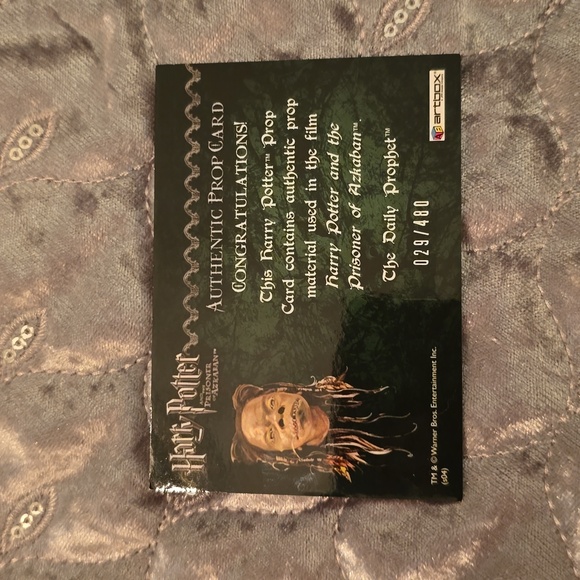 Harry Potter
AND THE
PRISONER
OF AZKABAN™
AUTHENTIC PROP CARD
CONGRATULATIONS!
This Harry Potter™ Prop
Card contains authentic prop
material used in the film
Harry Potter and the
Prisoner of Azkaban™.
The Daily Prophet™
029/480
TM & © Warner Bros. Entertainment Inc.
(s04)
artbox